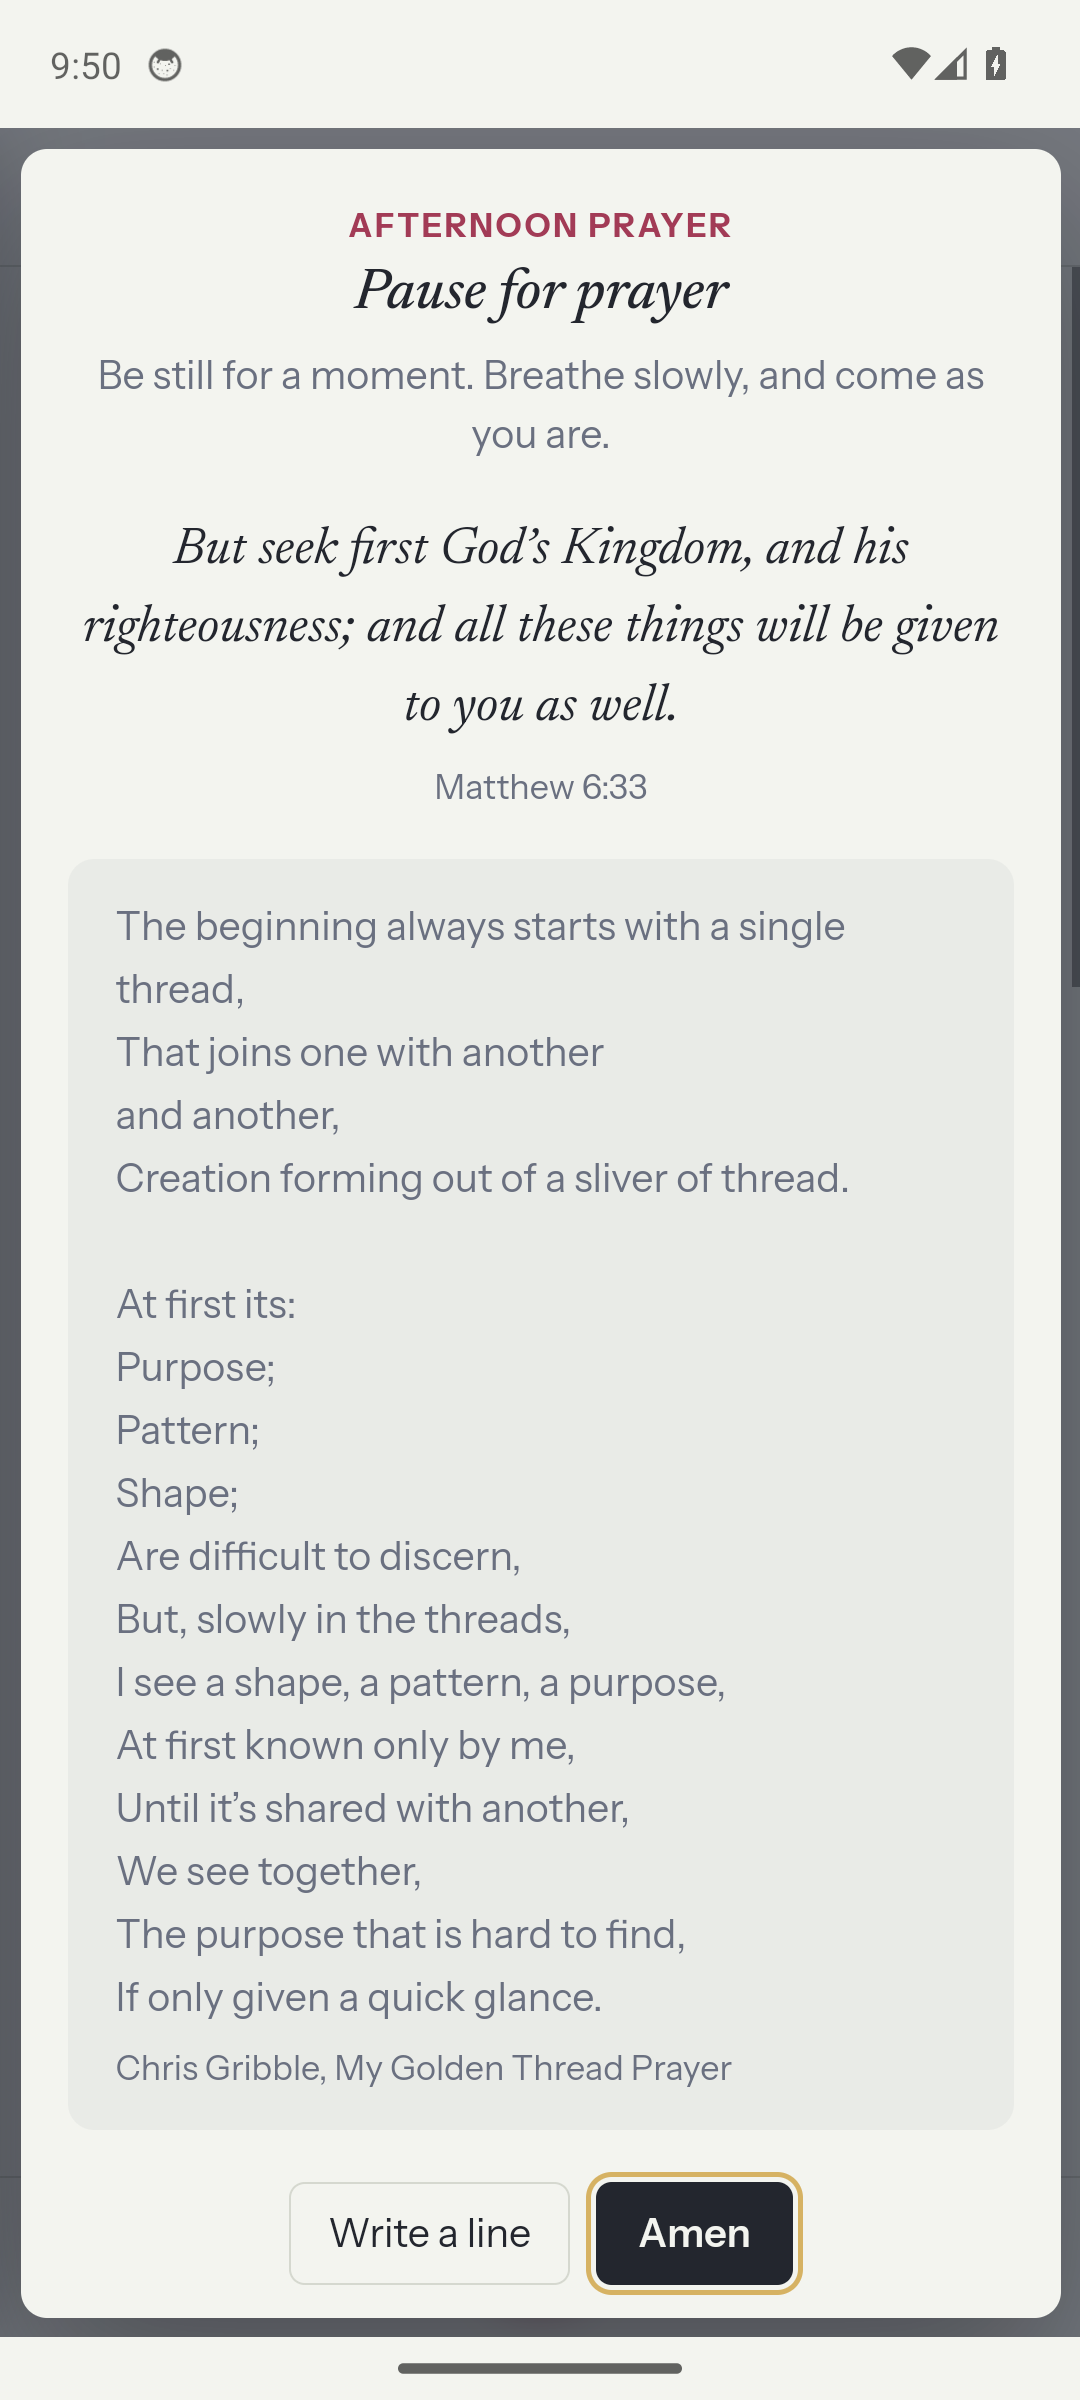 9:50
AFTERNOON PRAYER
Pause for prayer
Be still for a moment. Breathe slowly, and come as
you are.
But seek first God’s Kingdom, and his
righteousness; and all these things will be given
to you as well.
Matthew 6:33
The beginning always starts with a single
thread,
That joins one with another
and another,
Creation forming out of a sliver of thread.
At first its:
Purpose;
Pattern;
Shape;
Are difficult to discern,
But, slowly in the threads,
I see a shape, a pattern, a purpose,
At first known only by me,
Until it’s shared with another,
We see together,
The purpose that is hard to find,
If only given a quick glance.
Chris Gribble, My Golden Thread Prayer
Write a line
Amen